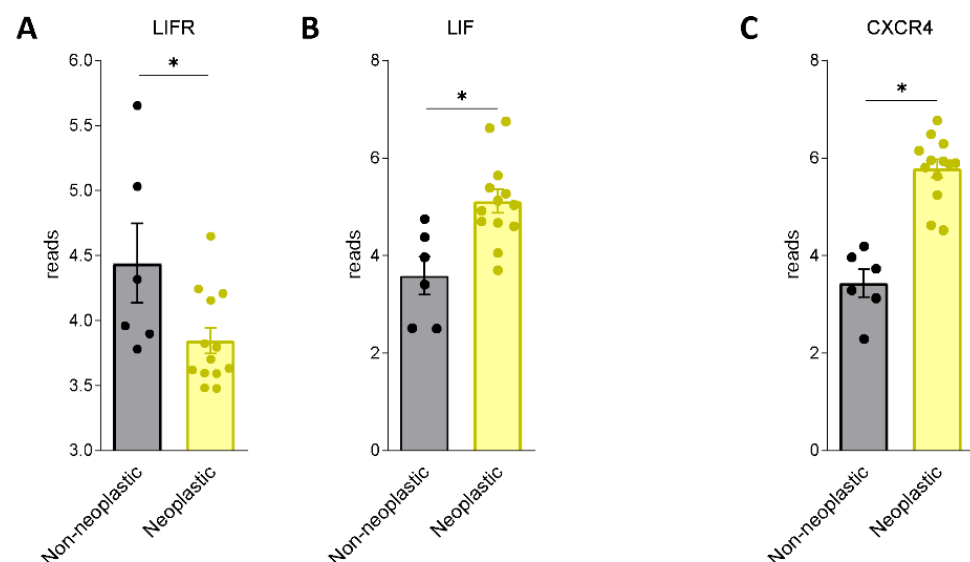 A
LIFR
*
reads
6.0
5.5
5.0
4.5
4.0
3.5
3.0
Non-neoplastic
Neoplastic
B
LIF
*
reads
8
6
4
2
0
Non-neoplastic
Neoplastic
C
CXCR4
*
reads
8
6
4
2
0
Non-neoplastic
Neoplastic